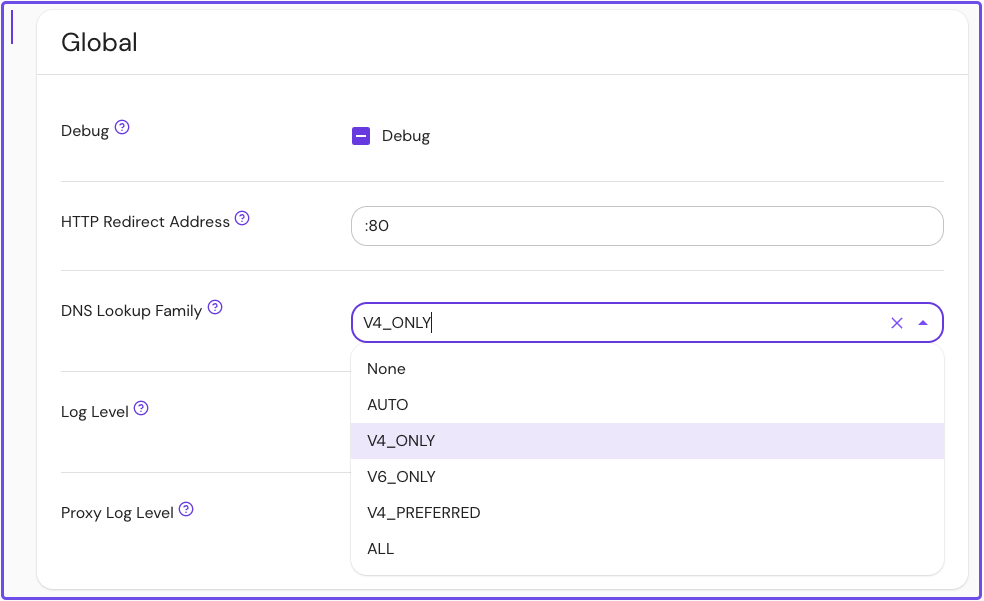 Global
Debug
Debug
HTTP Redirect Address
:80
DNS Lookup Family
V4_ONLY
None
AUTO
Log Level
V4_ONLY
V6_ONLY
Proxy Log Level
V4_PREFERRED
ALL